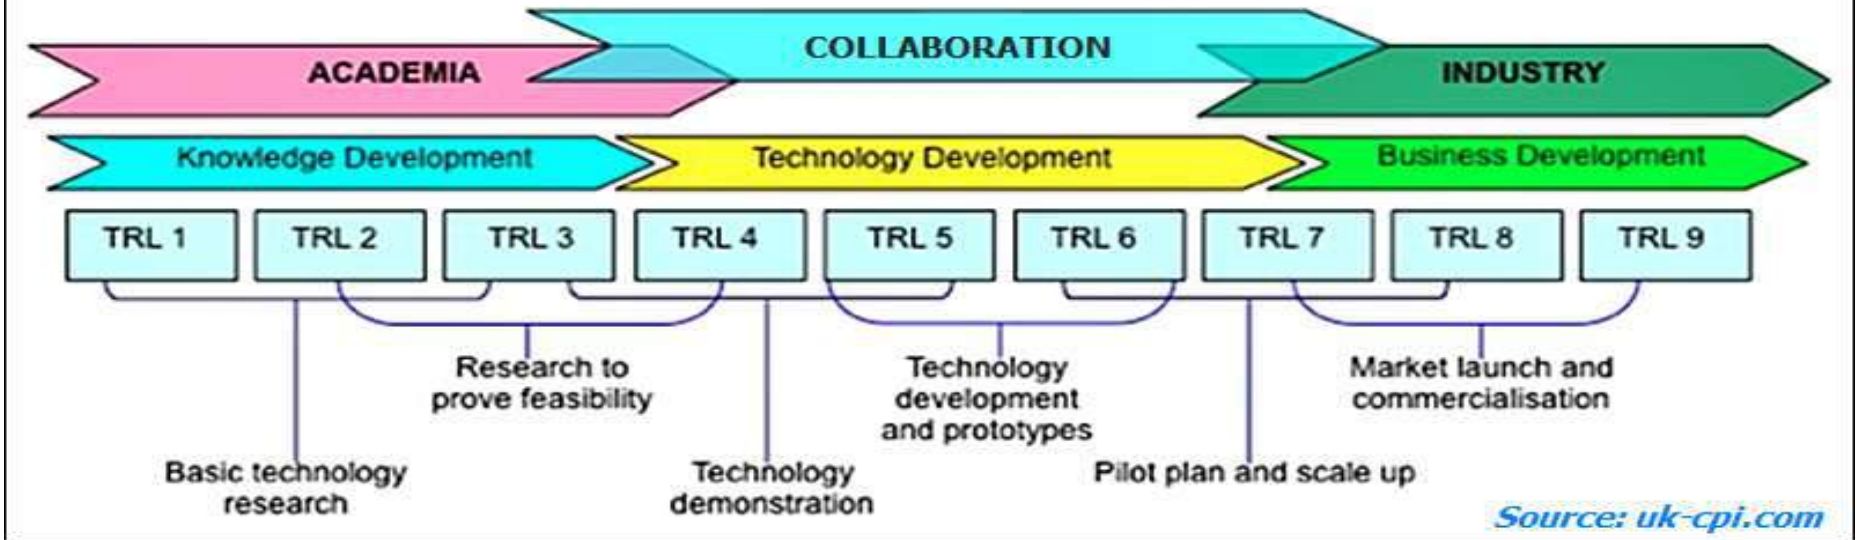 COLLABORATION
ACADEMIA
INDUSTRY
Knowledge Development
Technology Development
Business Development
TRL 1
TRL 2
TRL 3
TRL 4
TRL 5
TRL 6
TRL 7
TRL 8
TRL 9
Research to
prove feasibility
Technology
development
and prototypes
Market launch and
commercialisation
Basic technology
research
Technology
demonstration
Pilot plan and scale up
Source: uk-cpi.com